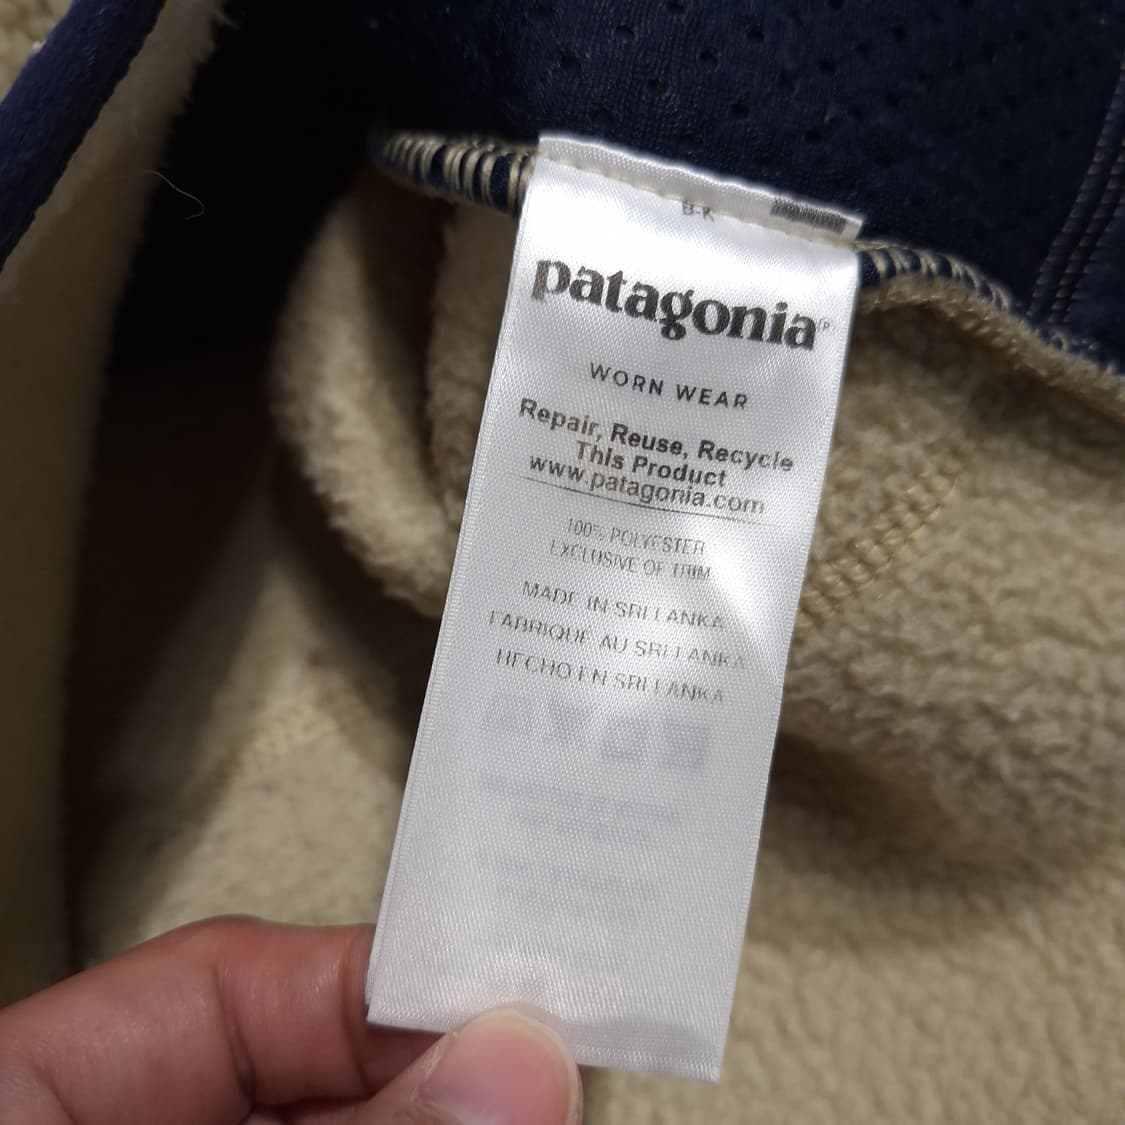 B-K
patagonia®
WORN WEAR
Repair, Reuse, Recycle
This Product
www.patagonia.com
100% POLYESTER
EXCLUSIVE OF TRIM
MADE IN SRI LANKA
FABRIQUÉ AU SRI LANKA
HECHO EN SRI LANKA